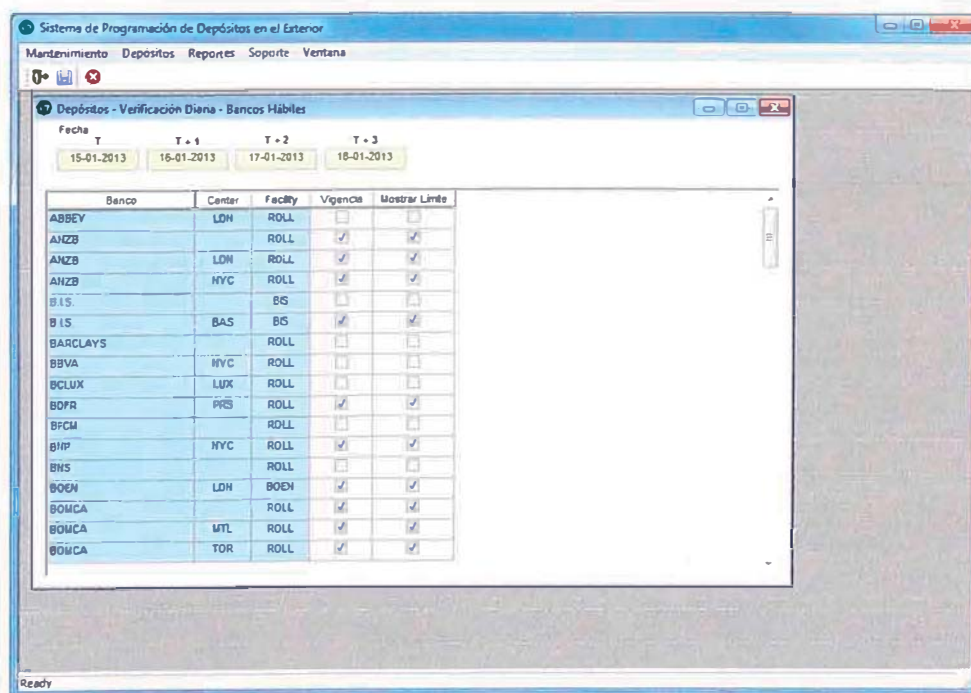 Sistema de Programación de Depósitos en el Exterior
Mantenimiento Depósitos Reportes Soporte Ventana
Depósitos - Verificación Diaria - Bancos Hábiles
Fecha
T T + 1 T + 2 T + 3
15-01-2013 16-01-2013 17-01-2013 18-01-2013
Banco Center Facility Vigencia Mostrar Límite
ABBEY LDN ROLL
ANZB ROLL
ANZB LDN ROLL
ANZB NYC ROLL
B.I.S. BIS
B.I.S. BAS BIS
BARCLAYS ROLL
BBVA NYC ROLL
BCLUX LUX ROLL
BDFR PRS ROLL
BFCM ROLL
BNP NYC ROLL
BNS ROLL
BOEN LDN BOEN
BOMCA ROLL
BOMCA MTL ROLL
BOMCA TOR ROLL
Ready